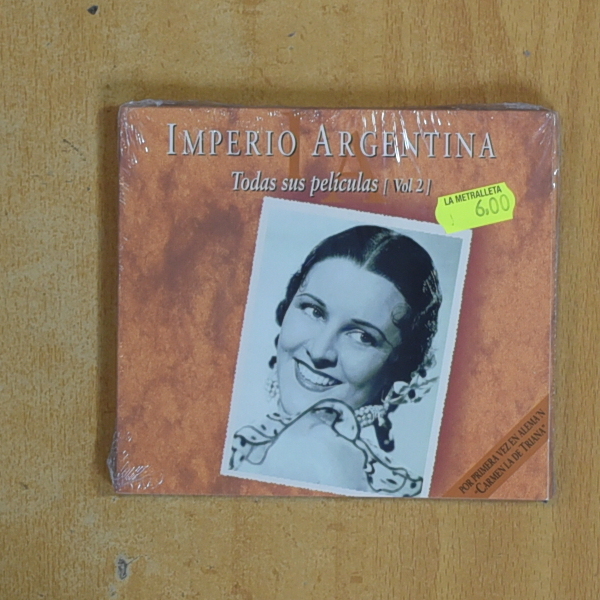 IMPERIO ARGENTINA
Todas sus películas [ Vol 2 ]
LA METRALLETA
6,00
POR PRIMERA VEZ EN ALEMAN
"CARMEN LA DE TRIANA"